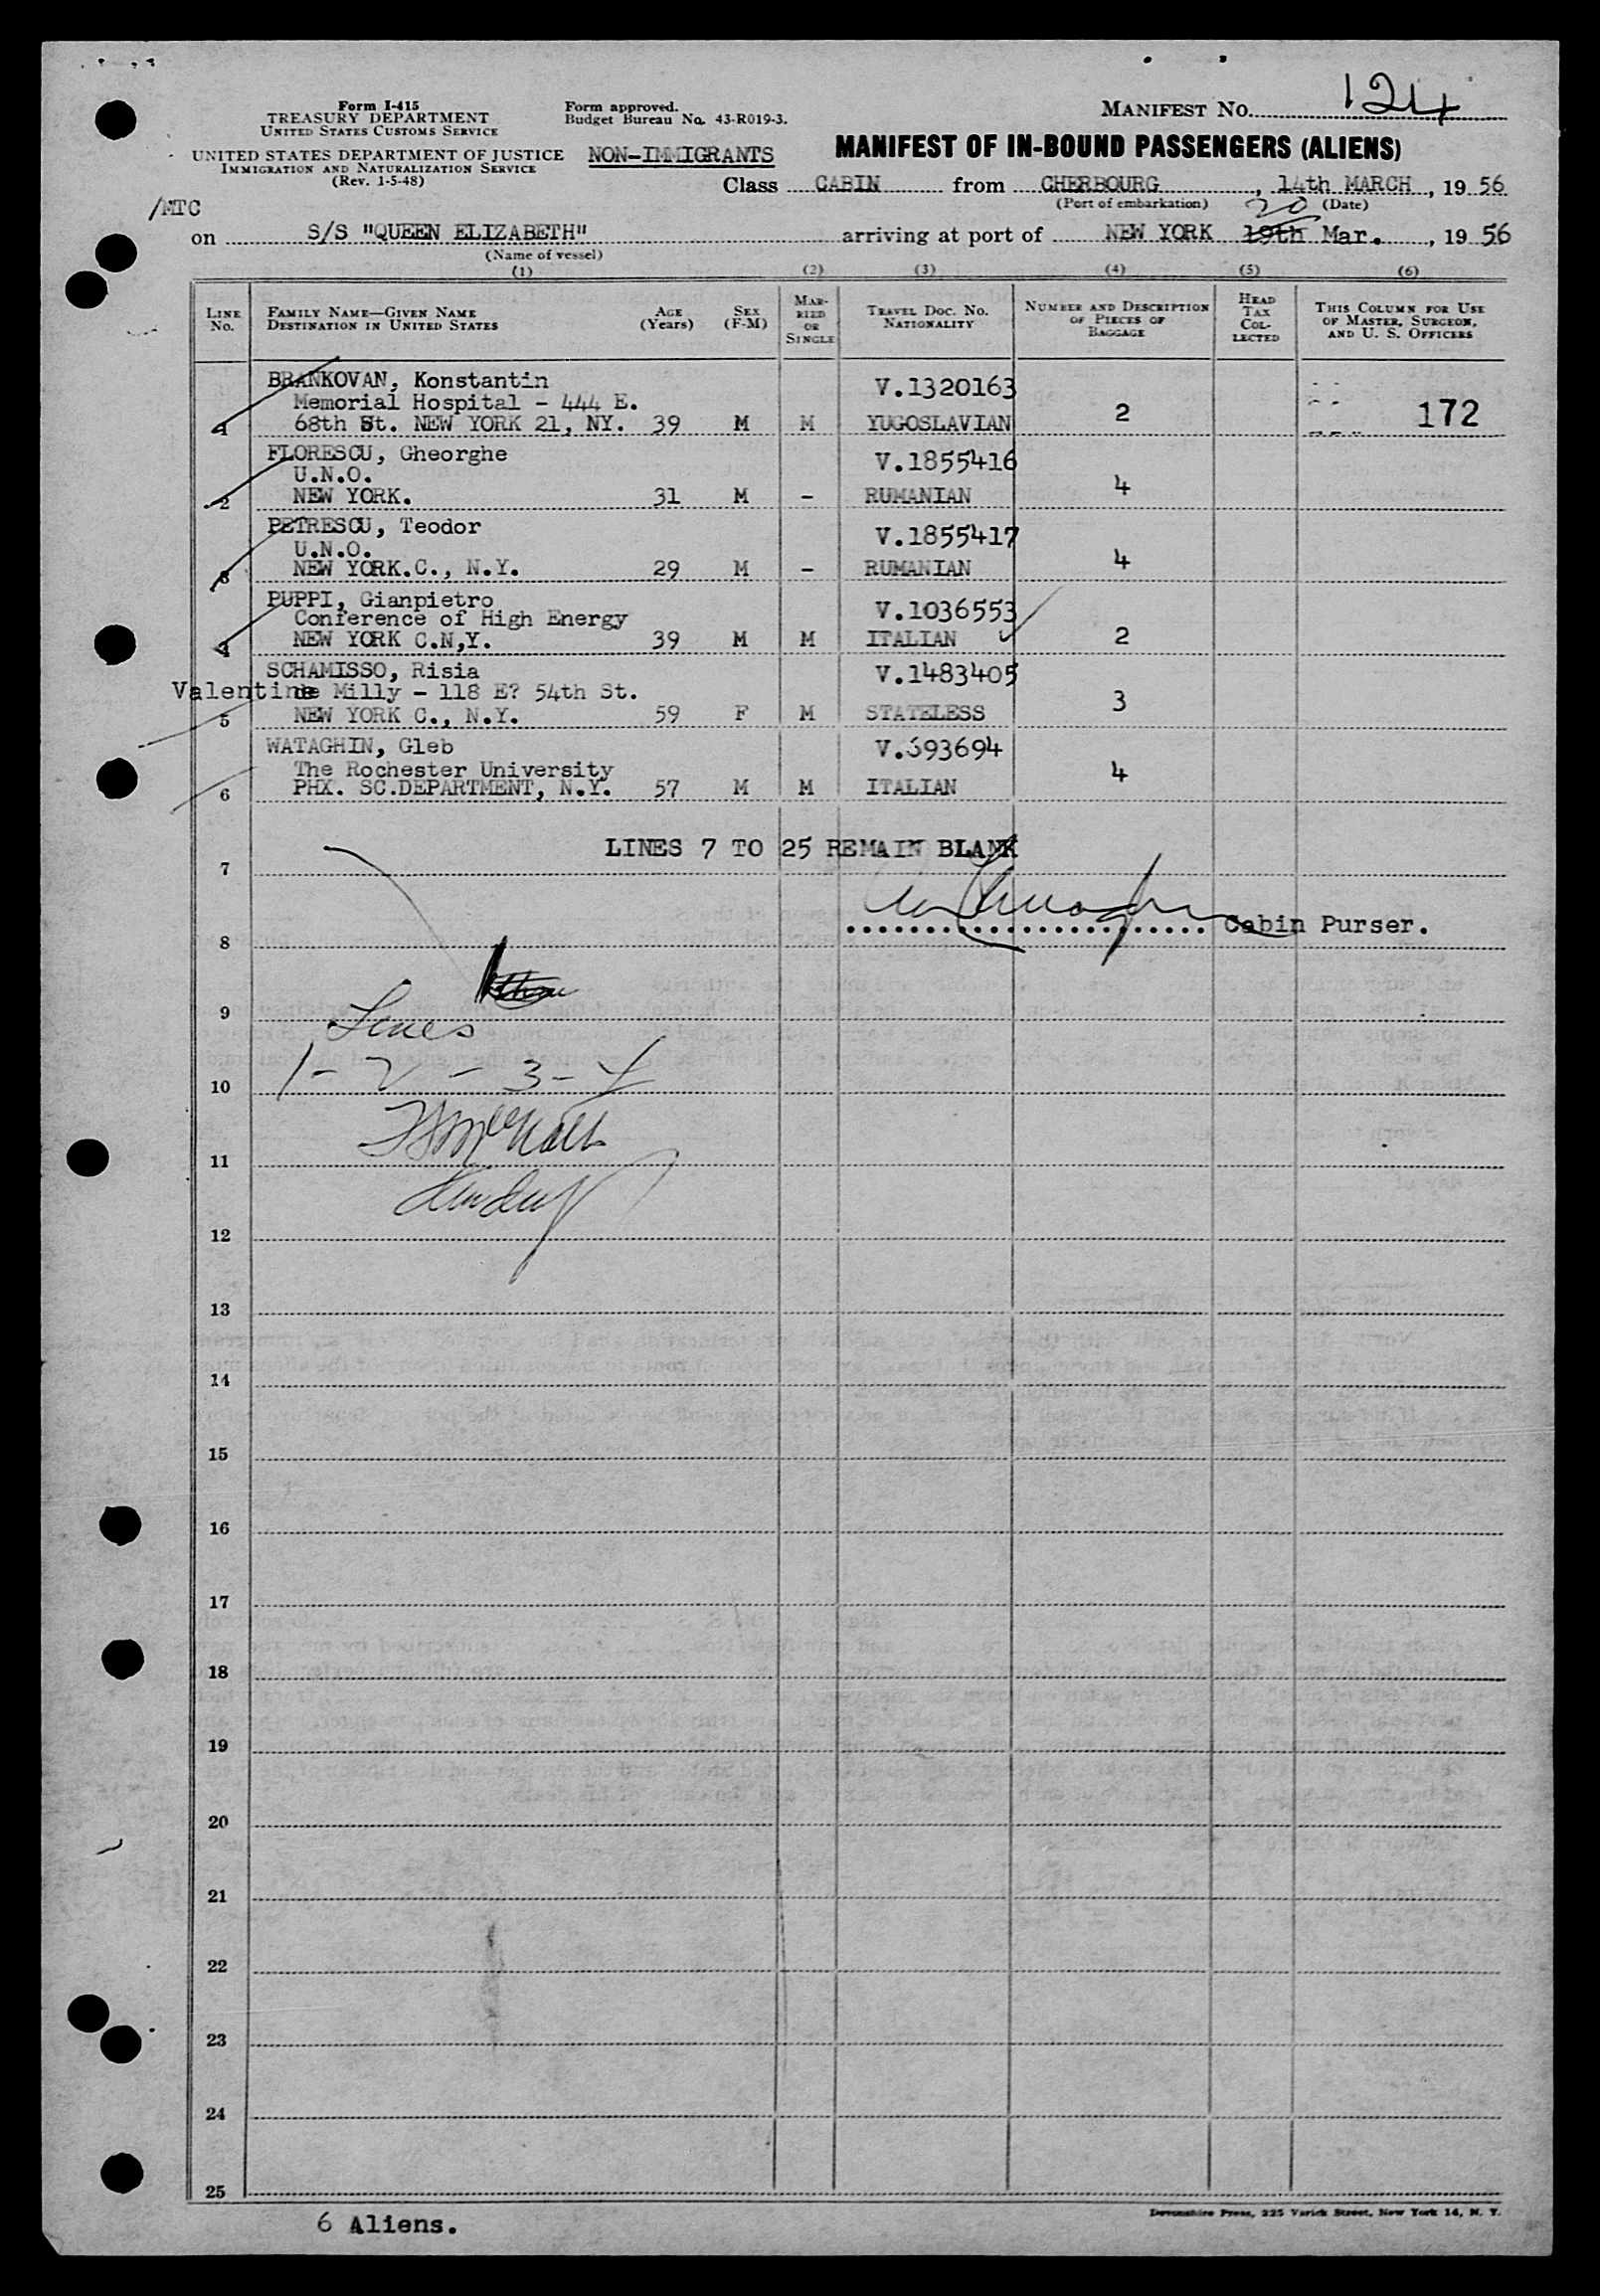 Form I-415
TREASURY DEPARTMENT
UNITED STATES CUSTOMS SERVICE
UNITED STATES DEPARTMENT OF JUSTICE
IMMIGRATION AND NATURALIZATION SERVICE
(Rev. 1-5-48)
Form approved.
Budget Bureau No. 43-R019-3.
NON-IMMIGRANTS
MANIFEST NO. 124
MANIFEST OF IN-BOUND PASSENGERS (ALIENS)
Class CABIN from CHERBOURG, 14th MARCH, 19 56
(Port of embarkation) (Date)
/MTC
on S/S "QUEEN ELIZABETH" arriving at port of NEW YORK 19th 20 Mar., 19 56
(Name of vessel)
(1) (2) (3) (4) (5) (6)
LINE No. FAMILY NAME—GIVEN NAME DESTINATION IN UNITED STATES AGE (Years) SEX (F-M) MARRIED OR SINGLE TRAVEL DOC. NO. NATIONALITY NUMBER AND DESCRIPTION OF PIECES OF BAGGAGE HEAD TAX COLLECTED THIS COLUMN FOR USE OF MASTER, SURGEON, AND U. S. OFFICERS
BRANKOVAN, Konstantin V.1320163
Memorial Hospital - 444 E. 2 172
1 68th St. NEW YORK 21, NY. 39 M M YUGOSLAVIAN
FLORESCU, Gheorghe V.1855416
U.N.O. 4
2 NEW YORK. 31 M - RUMANIAN
PETRESCU, Teodor V.1855417
U.N.O. 4
3 NEW YORK.C., N.Y. 29 M - RUMANIAN
PUPPI, Gianpietro V.1036553
Conference of High Energy
4 NEW YORK C.N,Y. 39 M M ITALIAN 2
SCHAMISSO, Risia V.1483405
Valentine de Milly - 118 E? 54th St. 3
5 NEW YORK C., N.Y. 59 F M STATELESS
WATAGHIN, Gleb V.693694
The Rochester University 4
6 PHX. SC.DEPARTMENT, N.Y. 57 M M ITALIAN
LINES 7 TO 25 REMAIN BLANK
7
Cabin Purser.
8
9 Lines
10 1 - 2 - 3 - 4
11
12
13
14
15
16
17
18
19
20
21
22
23
24
25
6 Aliens.
Devonshire Press, 225 Varick Street, New York 14, N. Y.